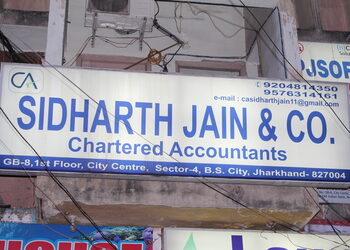 CA
9204814350
9576314161
e-mail : casidharthjain11@gmail.com
SIDHARTH JAIN & CO.
Chartered Accountants
GB-8,1st Floor, City Centre, Sector-4, B.S. City, Jharkhand- 827004